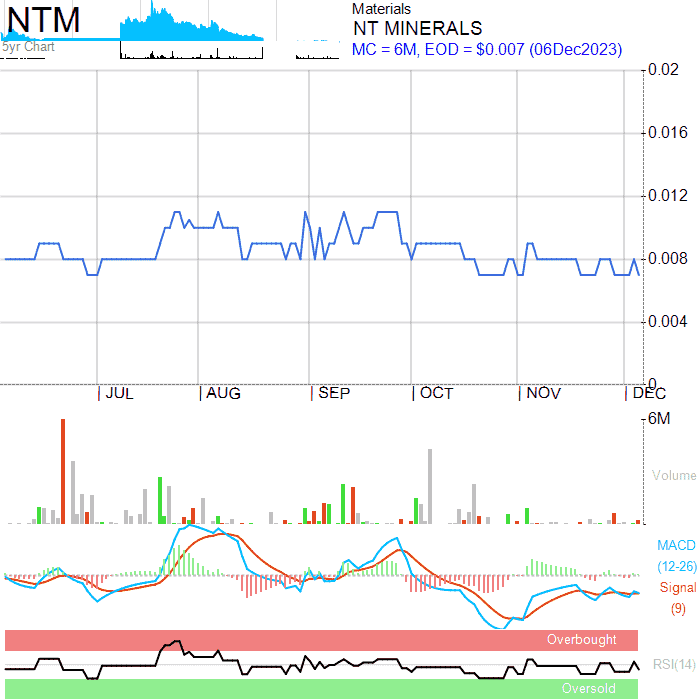 NTM
5yr Chart
Materials
NT MINERALS
MC = 6M, EOD = $0.007 (06Dec2023)
0.02
0.016
0.012
0.008
0.004
0
JUL AUG SEP OCT NOV DEC
6M
Volume
MACD
(12-26)
Signal
(9)
Overbought
RSI(14)
Oversold